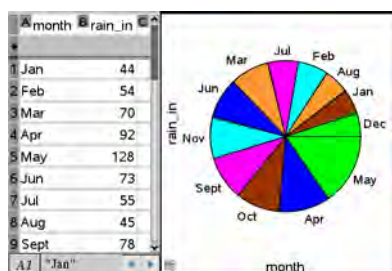 A month B rain_in C
1 Jan 44
2 Feb 54
3 Mar 70
4 Apr 92
5 May 128
6 Jun 73
7 Jul 55
8 Aug 45
9 Sept 78
A1 "Jan"
rain_in
Jul
Feb
Mar
Aug
Jun
Jan
Dec
Nov
May
Sept
Oct
Apr
month